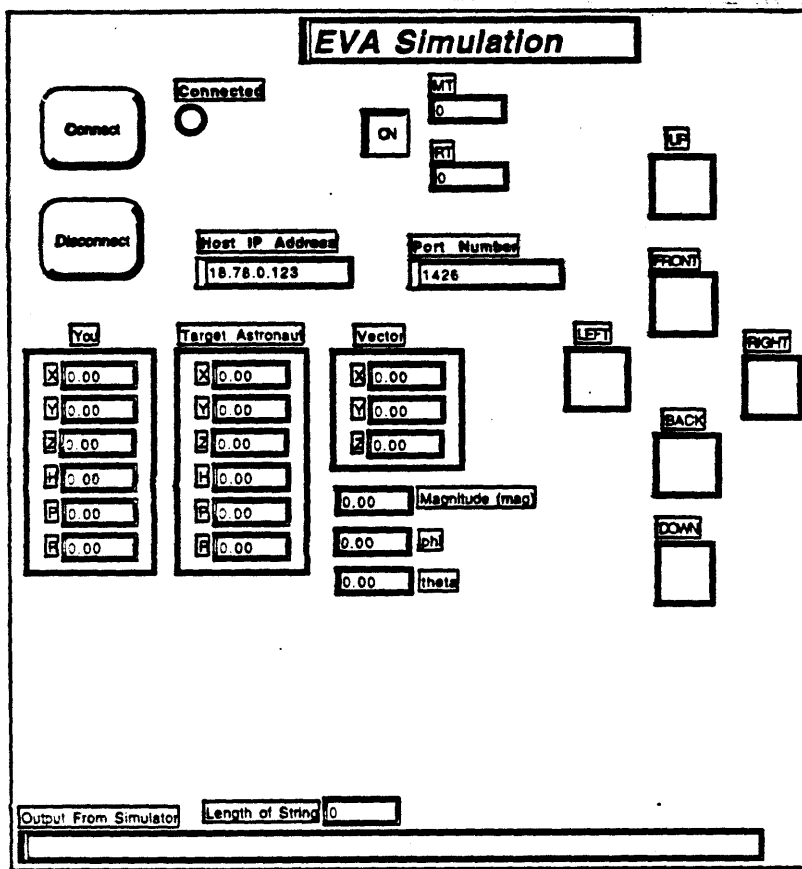 EVA Simulation
Connect
Connected
ON
MT
0
RT
0
UP
Disconnect
Host IP Address
18.78.0.123
Port Number
1426
FRONT
LEFT
RIGHT
BACK
DOWN
You
X 0.00
Y 0.00
Z 0.00
H 0.00
P 0.00
R 0.00
Target Astronaut
X 0.00
Y 0.00
Z 0.00
H 0.00
P 0.00
R 0.00
Vector
X 0.00
Y 0.00
Z 0.00
0.00 Magnitude (mag)
0.00 phi
0.00 theta
Output From Simulator
Length of String 0